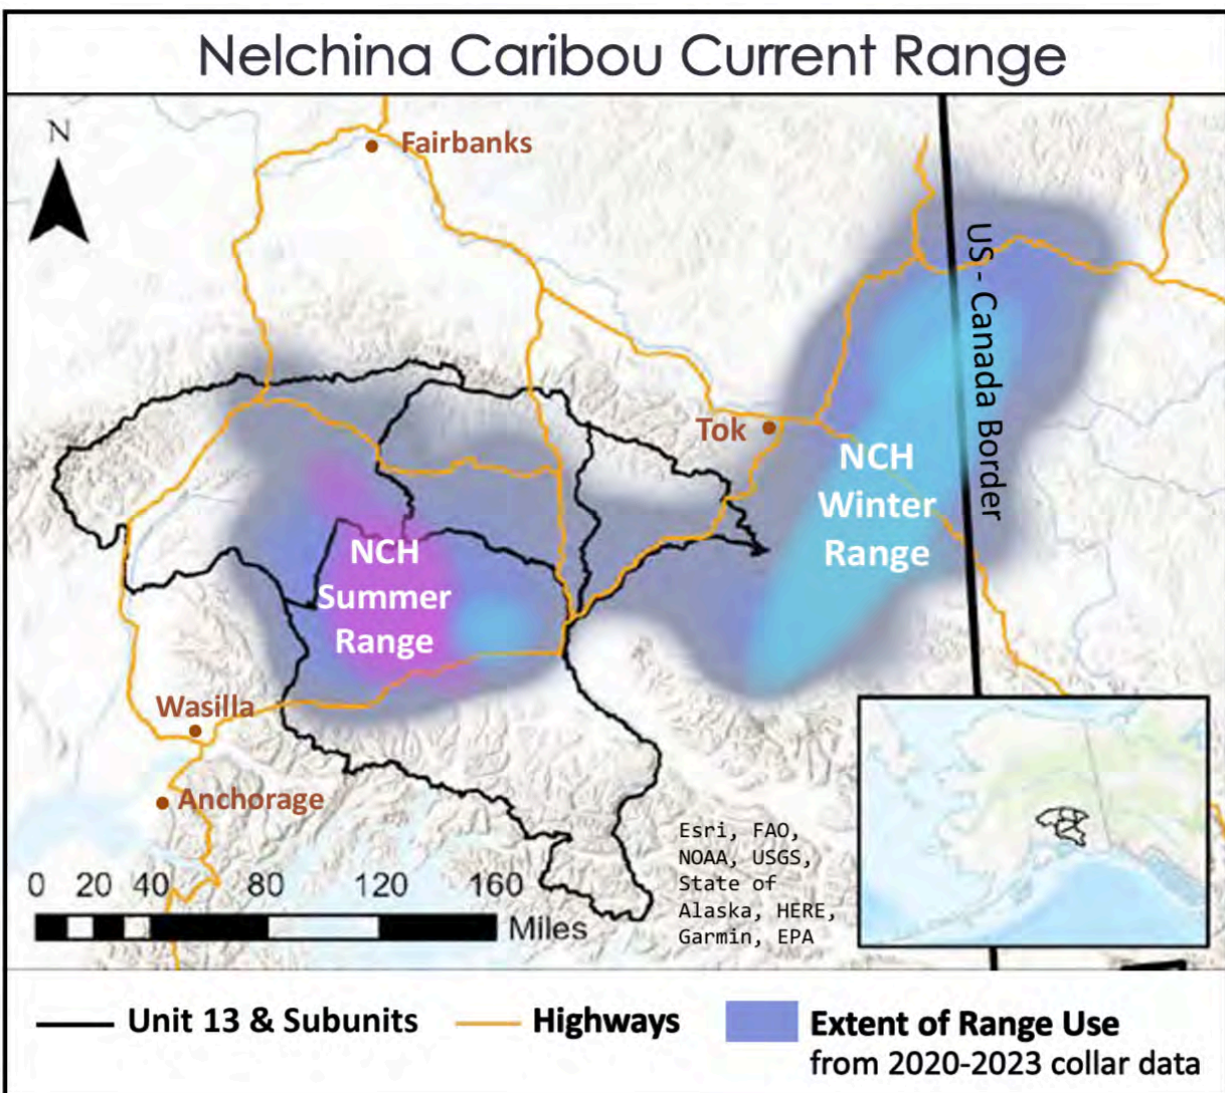 Nelchina Caribou Current Range
N
Fairbanks
US - Canada Border
Tok
NCH
Winter
Range
NCH
Summer
Range
Wasilla
Anchorage
0 20 40 80 120 160
Miles
Esri, FAO,
NOAA, USGS,
State of
Alaska, HERE,
Garmin, EPA
Unit 13 & Subunits
Highways
Extent of Range Use
from 2020-2023 collar data